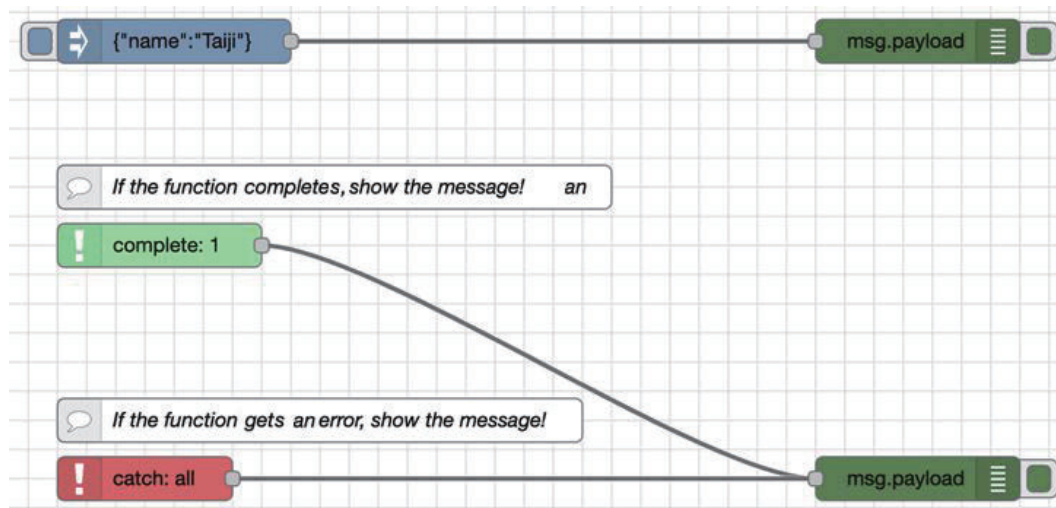 {"name":"Taiji"} msg.payload
If the function completes, show the message! an
complete: 1
If the function gets an error, show the message!
catch: all msg.payload